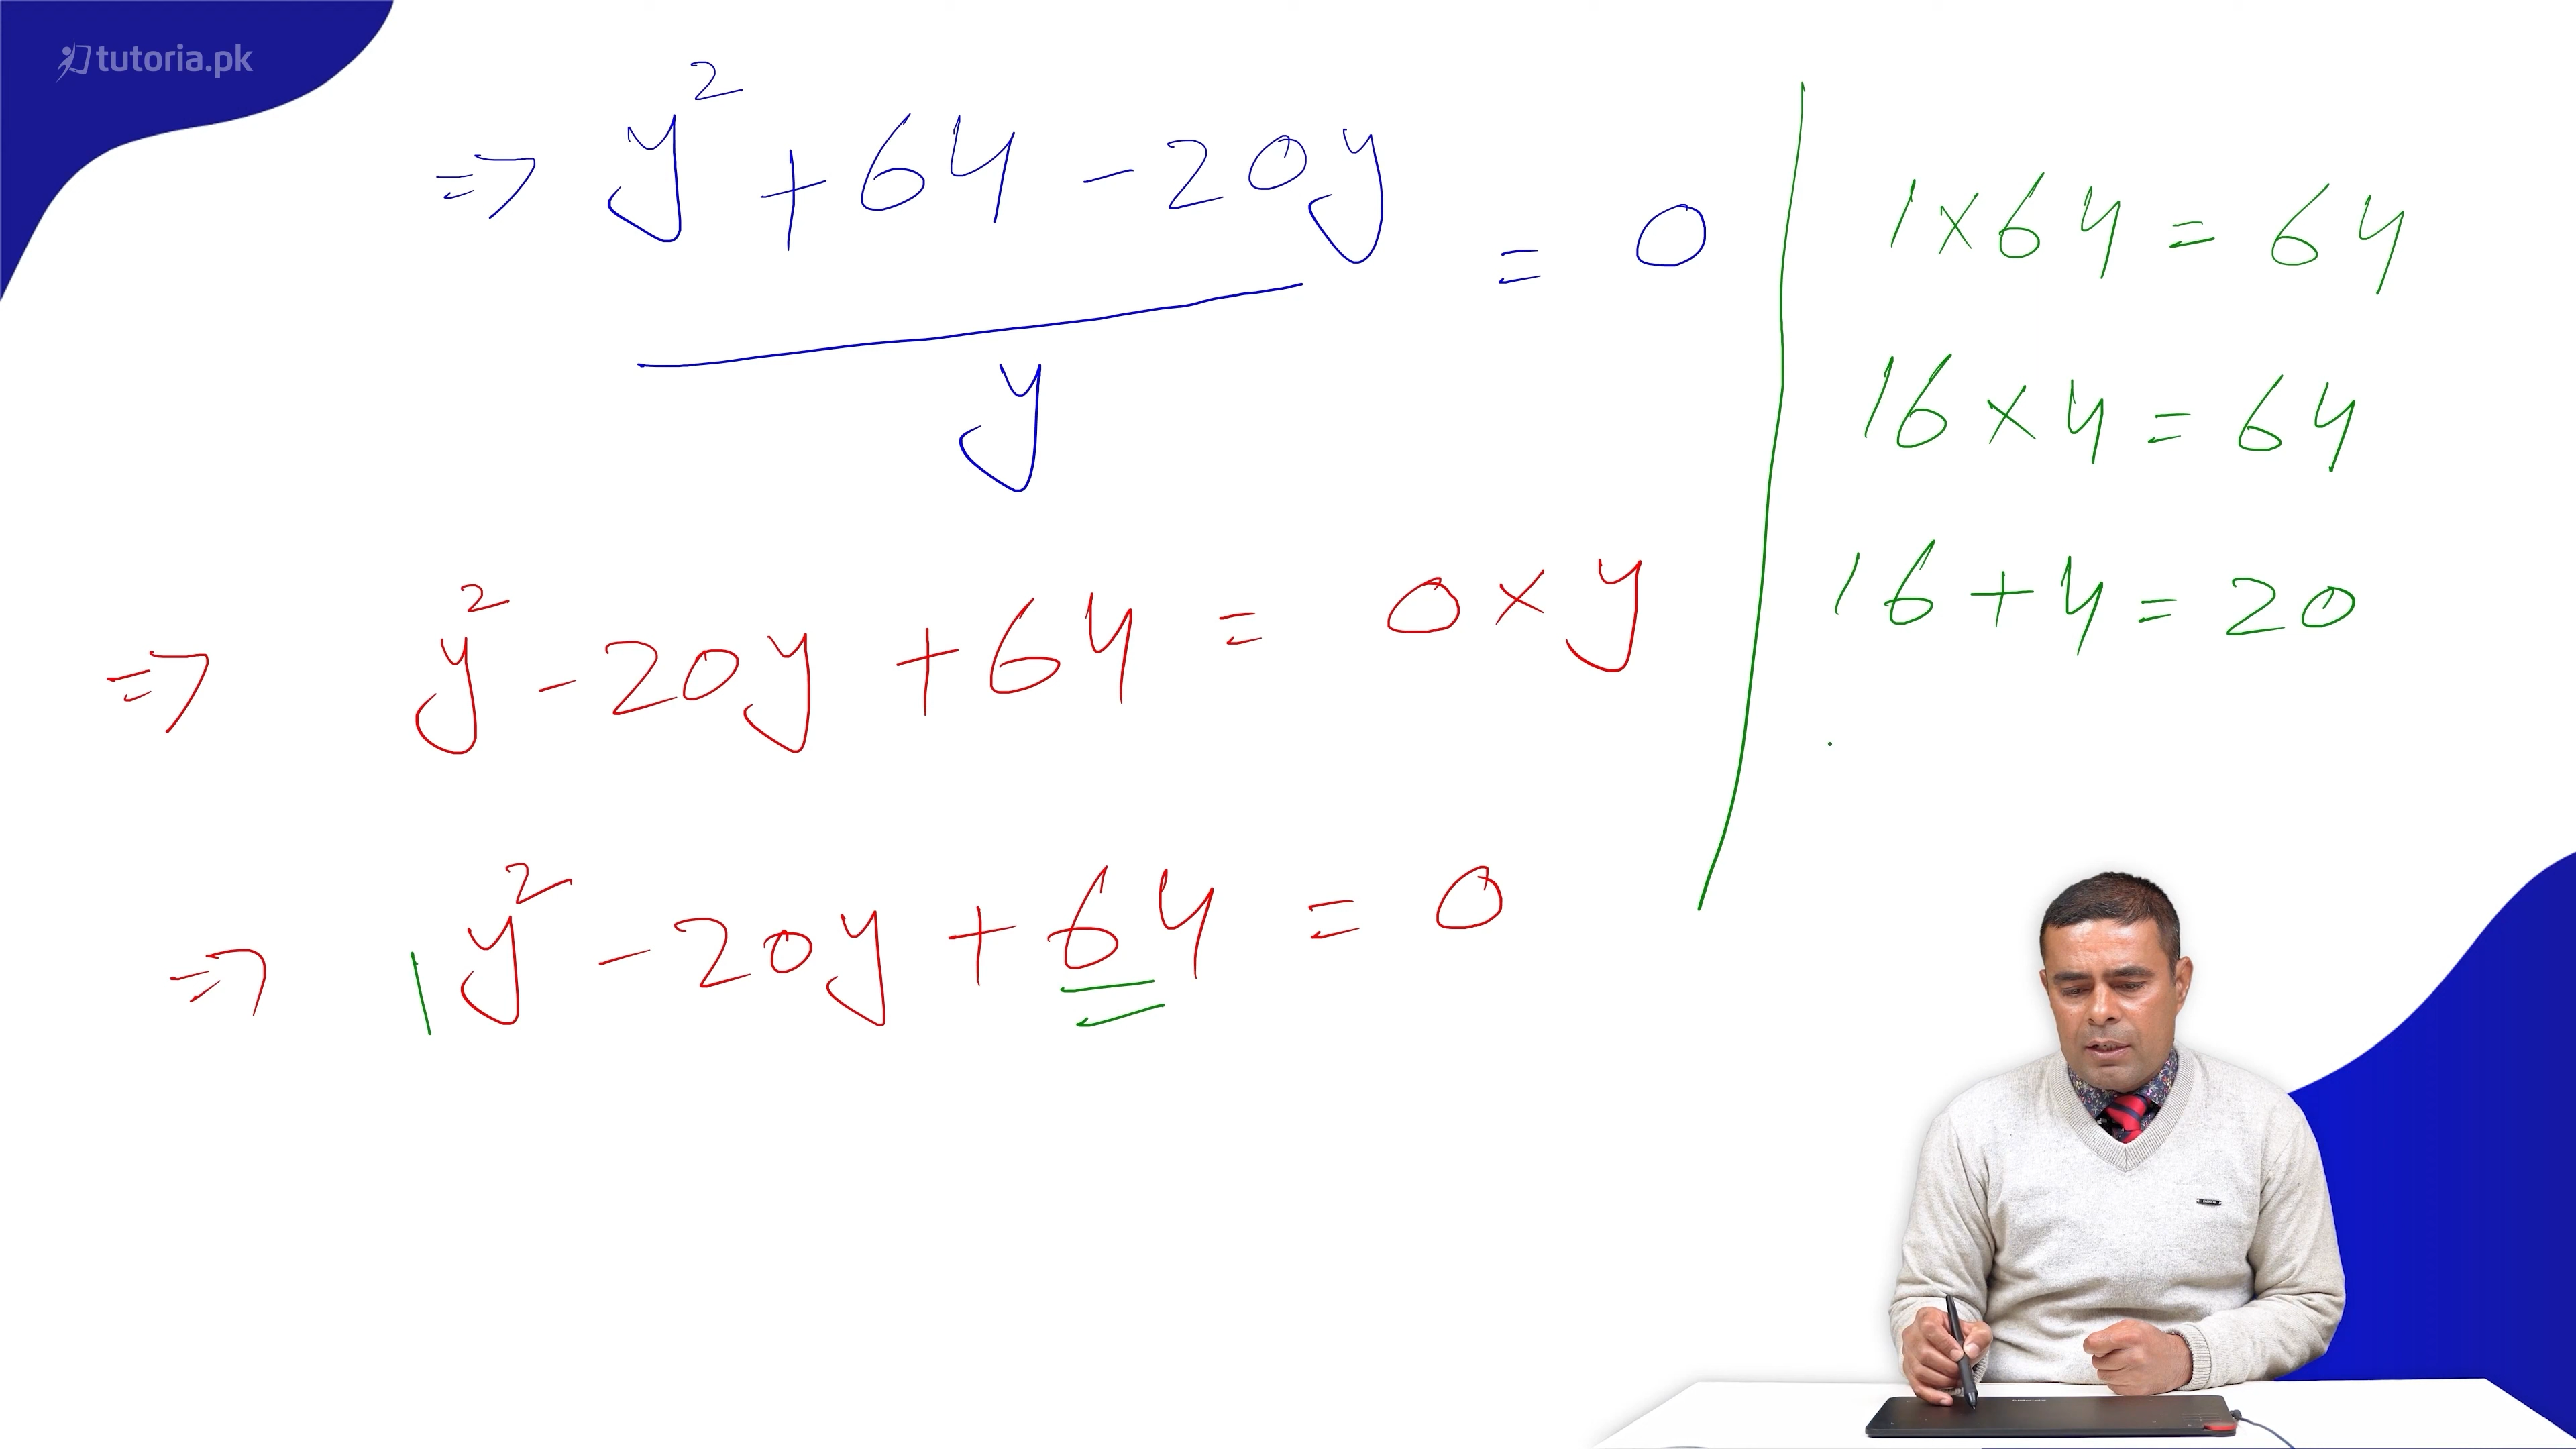 tutoria.pk
⇒ y² + 64 - 20y = 0
y
⇒ y² - 20y + 64 = 0 × y
⇒ 1y² - 20y + 64 = 0
1 × 64 = 64
16 × 4 = 64
16 + 4 = 20